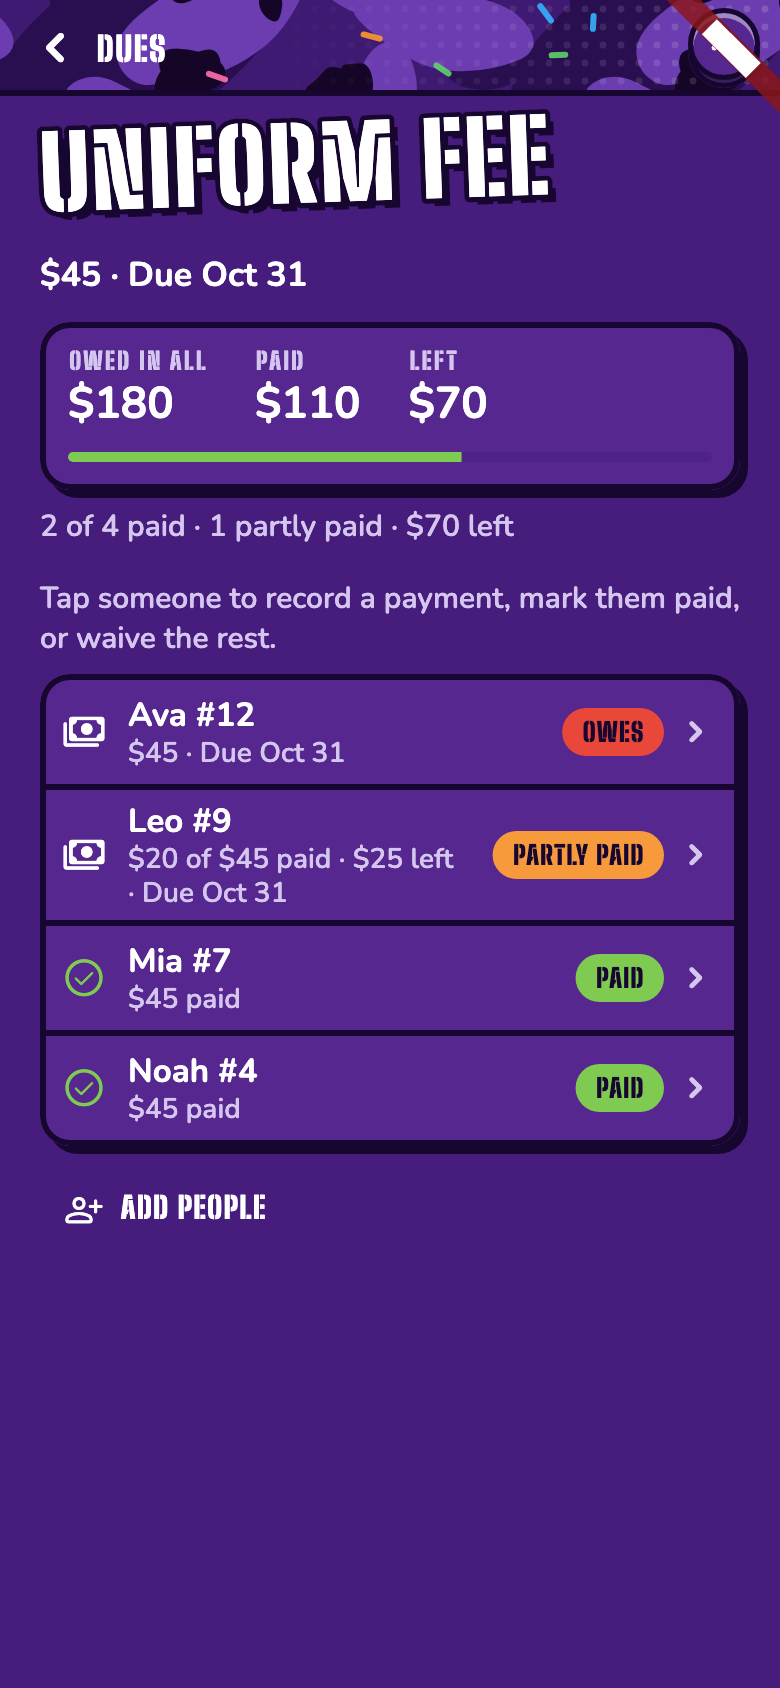 DUES
UNIFORM FEE
$45 · Due Oct 31
OWED IN ALL PAID LEFT
$180 $110 $70
2 of 4 paid · 1 partly paid · $70 left
Tap someone to record a payment, mark them paid,
or waive the rest.
Ava #12
$45 · Due Oct 31
OWES
Leo #9
$20 of $45 paid · $25 left
· Due Oct 31
PARTLY PAID
Mia #7
$45 paid
PAID
Noah #4
$45 paid
PAID
ADD PEOPLE